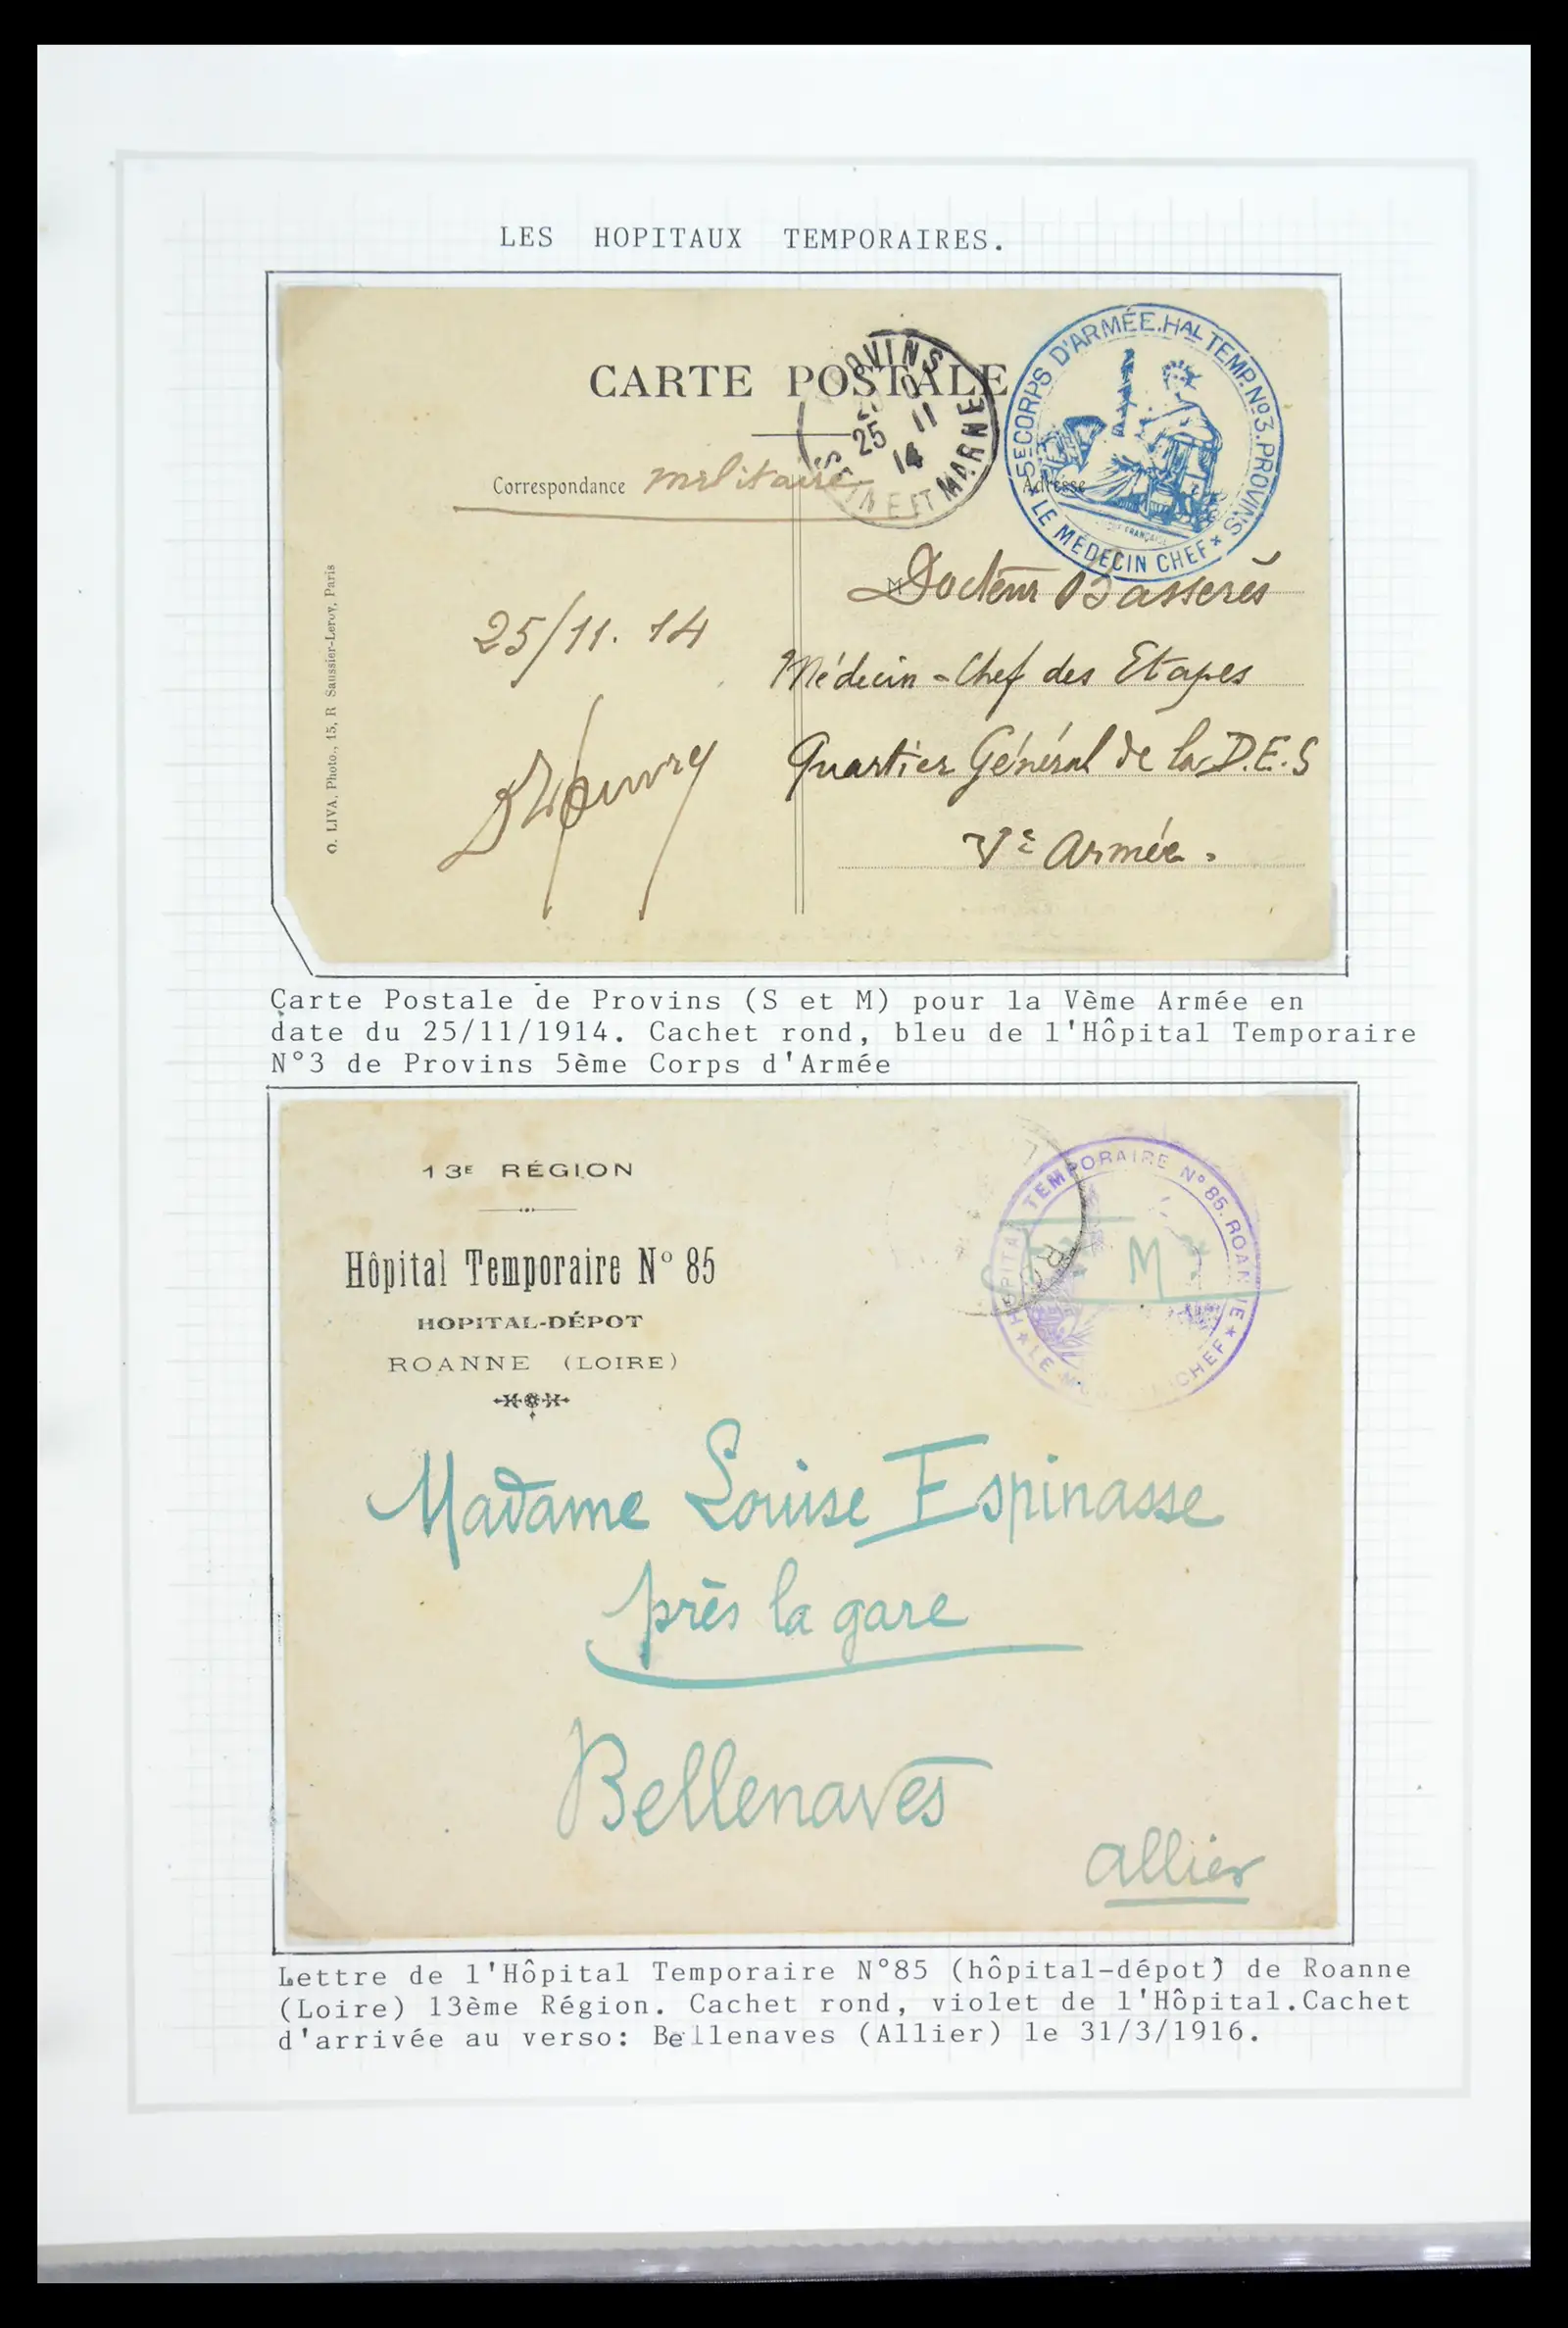 LES HOPITAUX TEMPORAIRES.
CARTE POSTALE
OVINS
25 11
14
ET MARNE
5E CORPS D'ARMÉE. HAL TEMP. No3. PROVINS
LE MÉDECIN CHEF
Correspondance militaire
Adresse
25/11. 14
M Docteur Basserès
Médecin-Chef des Etapes
Quartier Général de la D.E.S
Ve Armée.
O. LIVA, Photo., 15, R Saussier-Leroy, Paris
Carte Postale de Provins (S et M) pour la Vème Armée en
date du 25/11/1914. Cachet rond, bleu de l'Hôpital Temporaire
N°3 de Provins 5ème Corps d'Armée
13E RÉGION
Hôpital Temporaire No 85
HOPITAL-DÉPOT
ROANNE (LOIRE)
HOPITAL TEMPORAIRE No 85. ROANNE
LE CHEF
M
Madame Louise Espinasse
près la gare
Bellenaves
allier
Lettre de l'Hôpital Temporaire N°85 (hôpital-dépot) de Roanne
(Loire) 13ème Région. Cachet rond, violet de l'Hôpital.Cachet
d'arrivée au verso: Bellenaves (Allier) le 31/3/1916.